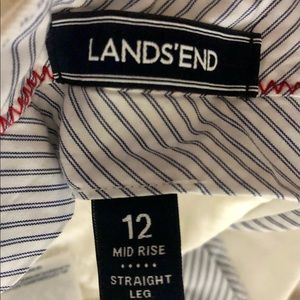 LANDS'END
12
MID RISE
STRAIGHT
LEG